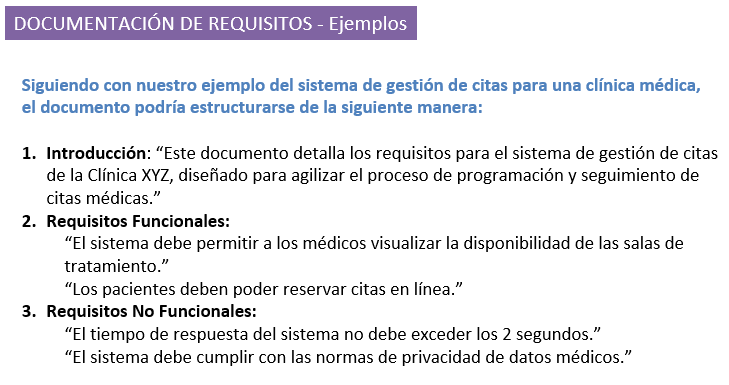 DOCUMENTACIÓN DE REQUISITOS - Ejemplos
Siguiendo con nuestro ejemplo del sistema de gestión de citas para una clínica médica,
el documento podría estructurarse de la siguiente manera:
1. Introducción: “Este documento detalla los requisitos para el sistema de gestión de citas
de la Clínica XYZ, diseñado para agilizar el proceso de programación y seguimiento de
citas médicas.”
2. Requisitos Funcionales:
“El sistema debe permitir a los médicos visualizar la disponibilidad de las salas de
tratamiento.”
“Los pacientes deben poder reservar citas en línea.”
3. Requisitos No Funcionales:
“El tiempo de respuesta del sistema no debe exceder los 2 segundos.”
“El sistema debe cumplir con las normas de privacidad de datos médicos.”